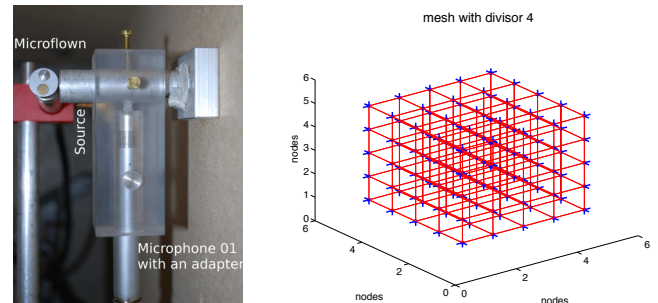 Microflown
Source
Microphone 01
with an adapter
mesh with divisor 4
6
5
4
3
2
1
0
nodes
6
4
2
0
nodes
0
2
4
6
nodes